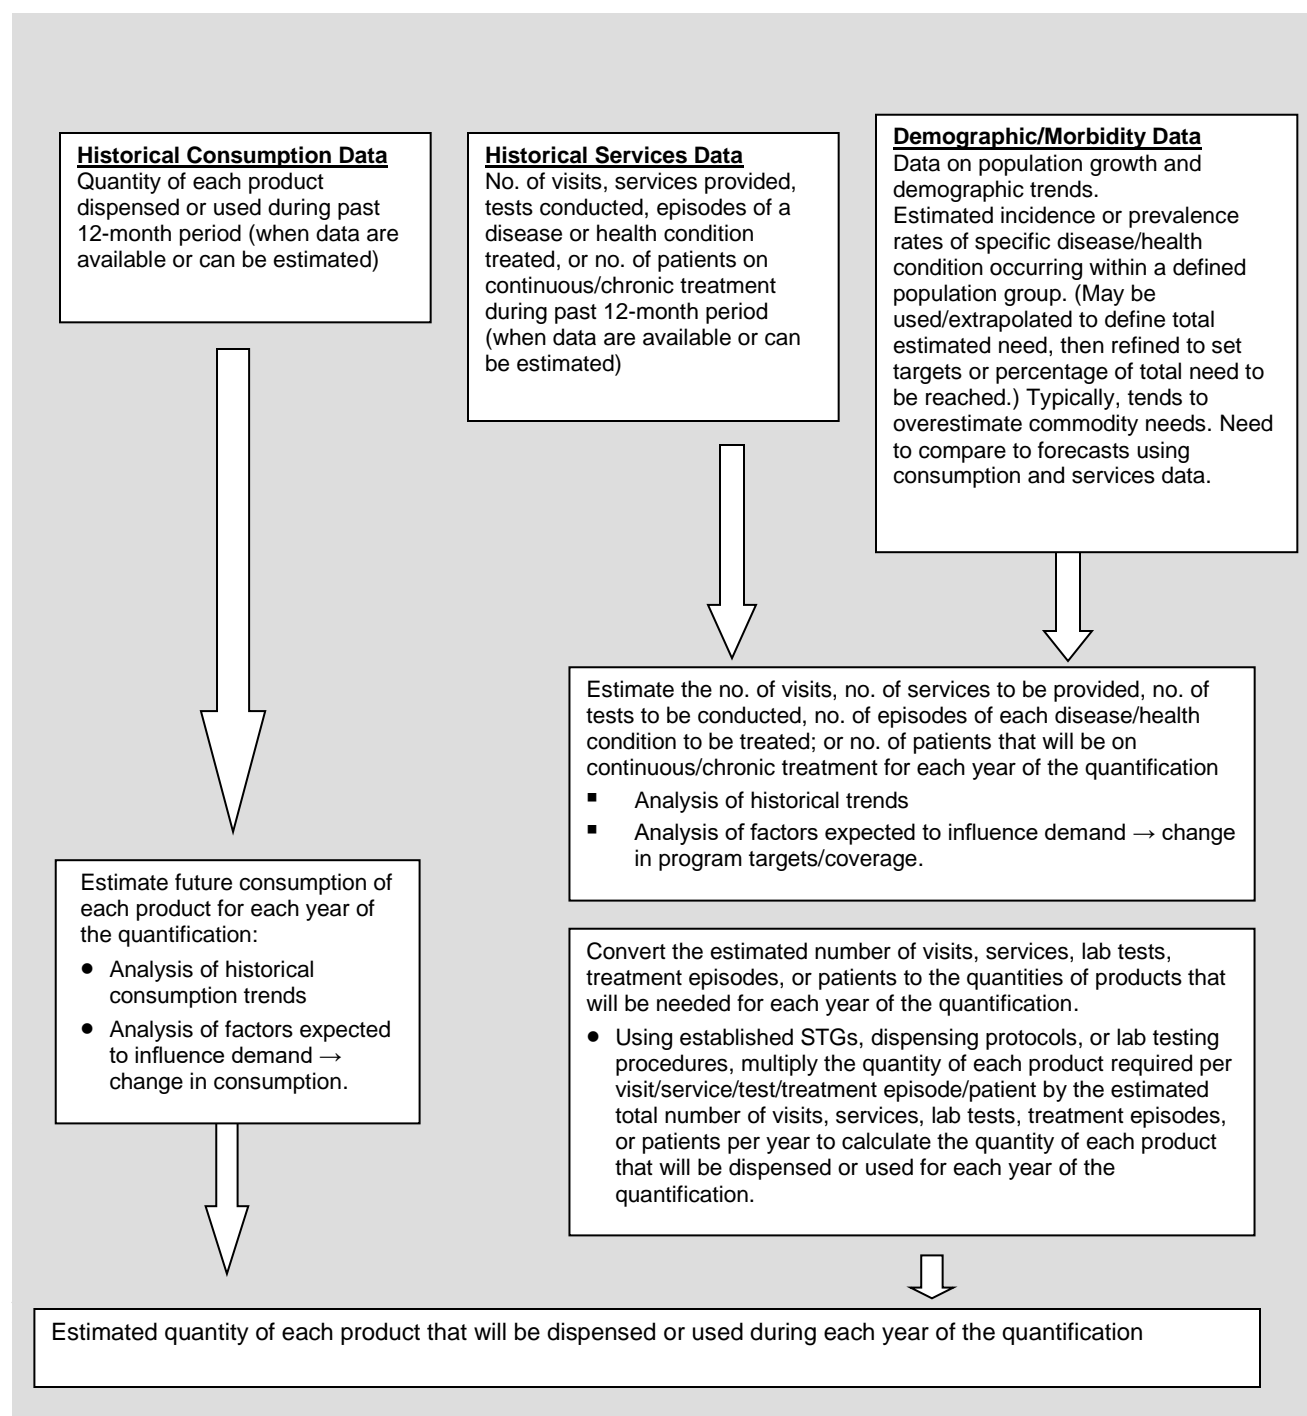 Historical Consumption Data
Quantity of each product
dispensed or used during past
12-month period (when data are
available or can be estimated)
Historical Services Data
No. of visits, services provided,
tests conducted, episodes of a
disease or health condition
treated, or no. of patients on
continuous/chronic treatment
during past 12-month period
(when data are available or can
be estimated)
Demographic/Morbidity Data
Data on population growth and
demographic trends.
Estimated incidence or prevalence
rates of specific disease/health
condition occurring within a defined
population group. (May be
used/extrapolated to define total
estimated need, then refined to set
targets or percentage of total need to
be reached.) Typically, tends to
overestimate commodity needs. Need
to compare to forecasts using
consumption and services data.
Estimate the no. of visits, no. of services to be provided, no. of
tests to be conducted, no. of episodes of each disease/health
condition to be treated; or no. of patients that will be on
continuous/chronic treatment for each year of the quantification
▪ Analysis of historical trends
▪ Analysis of factors expected to influence demand → change
in program targets/coverage.
Estimate future consumption of
each product for each year of
the quantification:
• Analysis of historical
consumption trends
• Analysis of factors expected
to influence demand →
change in consumption.
Convert the estimated number of visits, services, lab tests,
treatment episodes, or patients to the quantities of products that
will be needed for each year of the quantification.
• Using established STGs, dispensing protocols, or lab testing
procedures, multiply the quantity of each product required per
visit/service/test/treatment episode/patient by the estimated
total number of visits, services, lab tests, treatment episodes,
or patients per year to calculate the quantity of each product
that will be dispensed or used for each year of the
quantification.
Estimated quantity of each product that will be dispensed or used during each year of the quantification